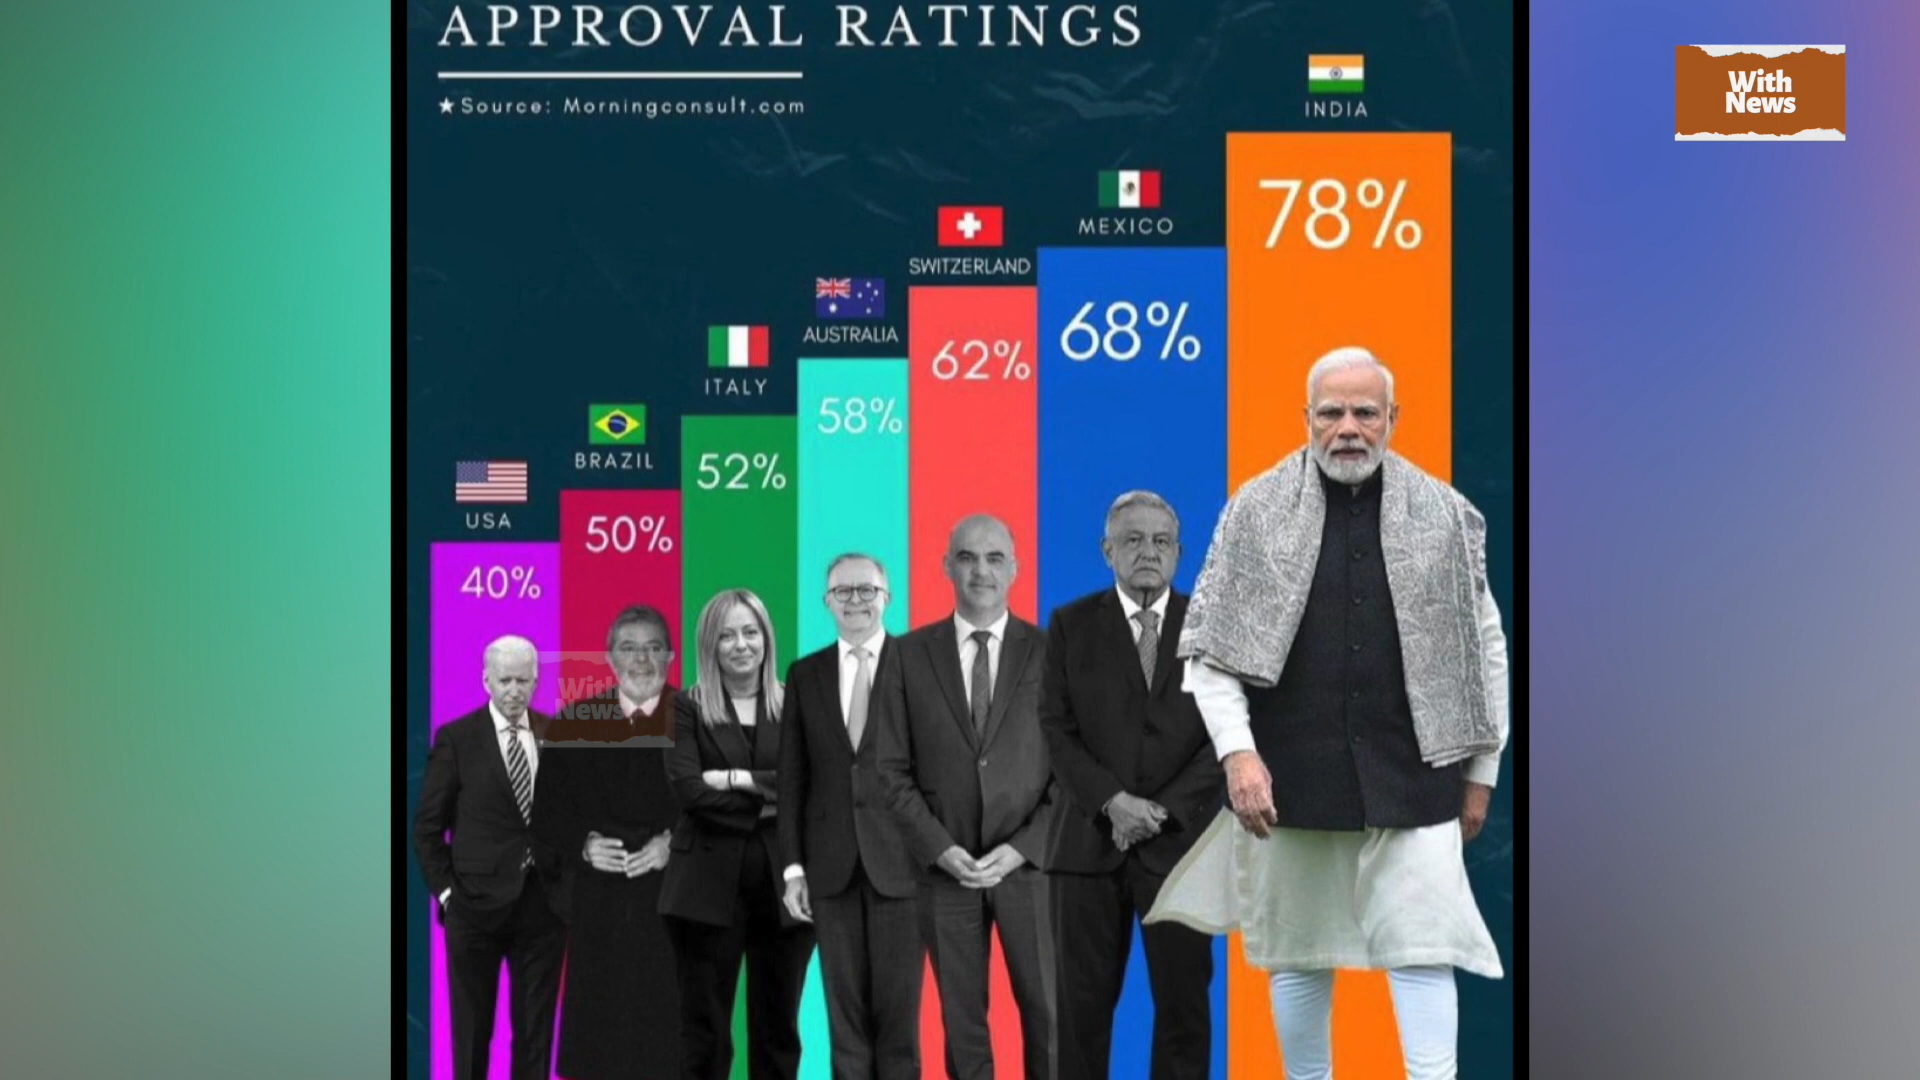 APPROVAL RATINGS
★Source: Morningconsult.com
With
News
INDIA
78%
MEXICO
68%
SWITZERLAND
62%
AUSTRALIA
58%
ITALY
52%
BRAZIL
50%
USA
40%
With
News